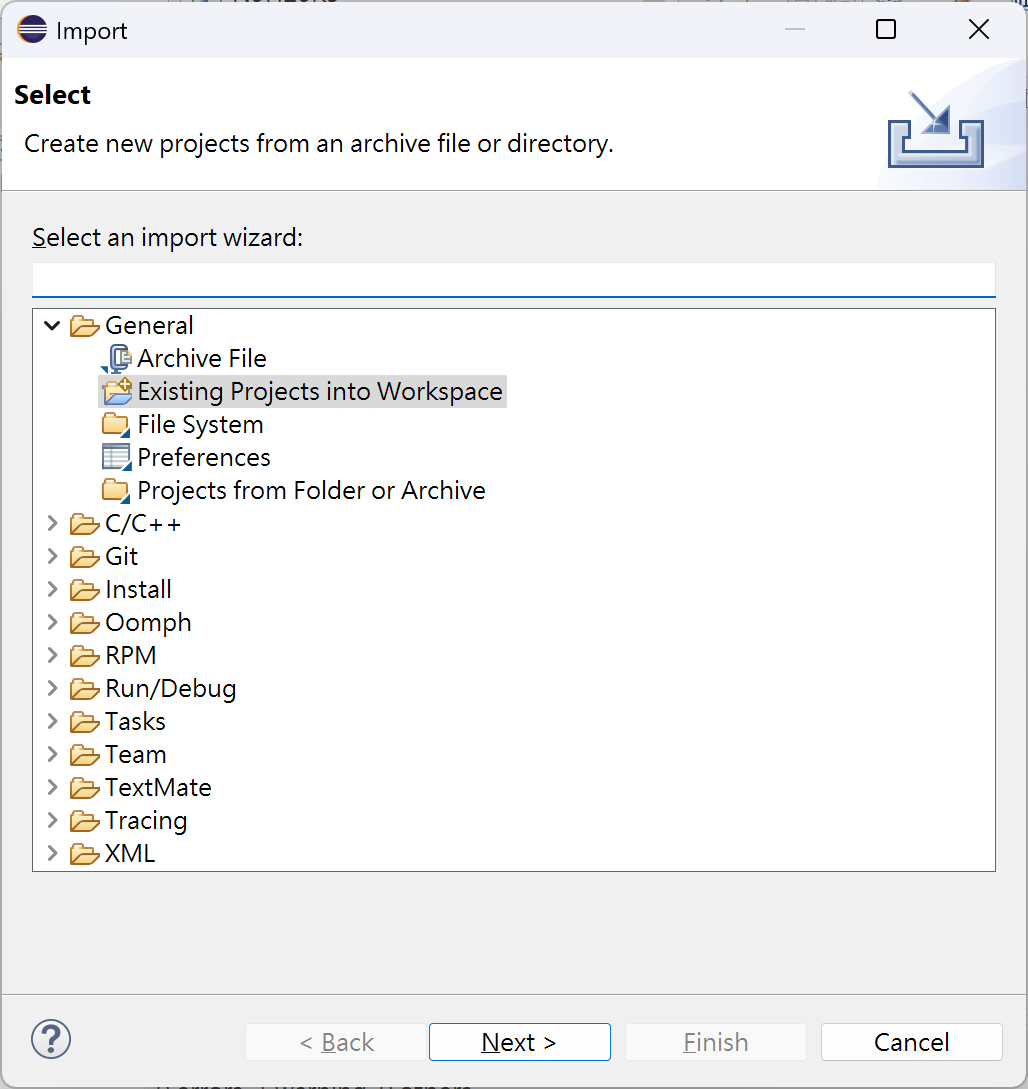 Import
Select
Create new projects from an archive file or directory.
Select an import wizard:
General
Archive File
Existing Projects into Workspace
File System
Preferences
Projects from Folder or Archive
C/C++
Git
Install
Oomph
RPM
Run/Debug
Tasks
Team
TextMate
Tracing
XML
?
< Back
Next >
Finish
Cancel